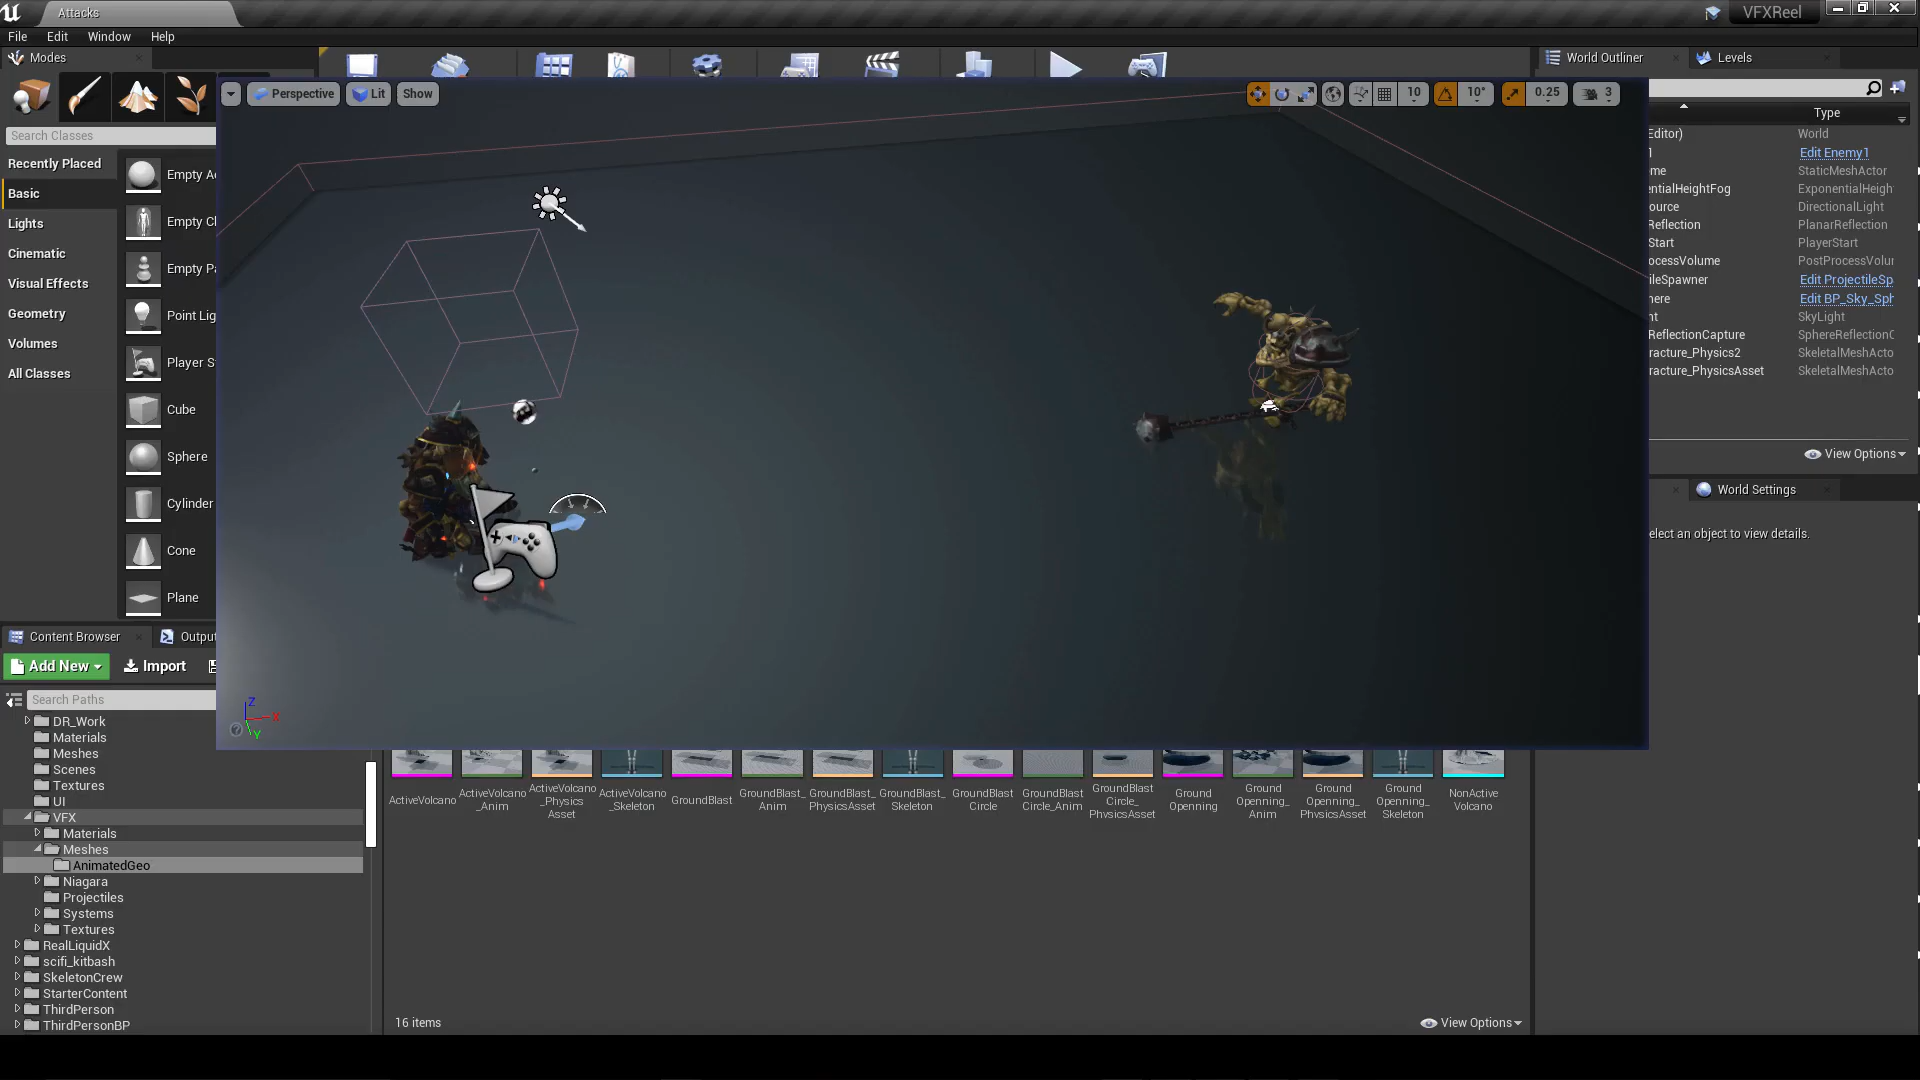 Attacks
VFXReel
File Edit Window Help
Modes
World Outliner
Levels
Perspective
Lit
Show
10
10°
0.25
3
Search Classes
Type
Recently Placed
Basic
Lights
Cinematic
Visual Effects
Geometry
Volumes
All Classes
Empty Ac
Empty Ch
Empty Pa
Point Lig
Player S
Cube
Sphere
Cylinder
Cone
Plane
Editor) World
Edit Enemy1
ome StaticMeshActor
entialHeightFog ExponentialHeigh
ource DirectionalLight
Reflection PlanarReflection
Start PlayerStart
ocessVolume PostProcessVolu
ileSpawner Edit ProjectileSp
here Edit BP_Sky_Sph
ht SkyLight
ReflectionCapture SphereReflectionC
racture_Physics2 SkeletalMeshActo
racture_PhysicsAsset SkeletalMeshActo
View Options
World Settings
elect an object to view details.
Z
X
Y
Content Browser
Output
Add New
Import
Search Paths
DR_Work
Materials
Meshes
Scenes
Textures
UI
VFX
Materials
Meshes
AnimatedGeo
Niagara
Projectiles
Systems
Textures
RealLiquidX
scifi_kitbash
SkeletonCrew
StarterContent
ThirdPerson
ThirdPersonBP
ActiveVolcano
ActiveVolcano
_Anim
ActiveVolcano
_Physics
Asset
ActiveVolcano
_Skeleton
GroundBlast
GroundBlast_
Anim
GroundBlast_
PhysicsAsset
GroundBlast_
Skeleton
GroundBlast
Circle
GroundBlast
Circle_Anim
GroundBlast
Circle_
PhysicsAsset
Ground
Openning
Ground
Openning_
Anim
Ground
Openning_
PhysicsAsset
Ground
Openning_
Skeleton
NonActive
Volcano
16 items
View Options